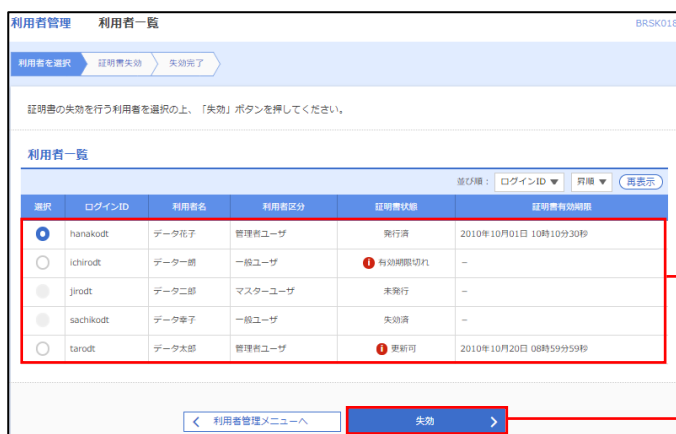 利用者管理 利用者一覧 BRSK018
利用者を選択 証明書失効 失効完了
証明書の失効を行う利用者を選択の上、「失効」ボタンを押してください。
利用者一覧
並び順： ログインID ▼ 昇順 ▼ 再表示
選択 ログインID 利用者名 利用者区分 証明書状態 証明書有効期限
hanakodt データ花子 管理者ユーザ 発行済 2010年10月01日 10時10分30秒
ichirodt データ一朗 一般ユーザ 有効期限切れ －
jirodt データ二郎 マスターユーザ 未発行 －
sachikodt データ幸子 一般ユーザ 失効済 －
tarodt データ太郎 管理者ユーザ 更新可 2010年10月20日 08時59分59秒
利用者管理メニューへ 失効